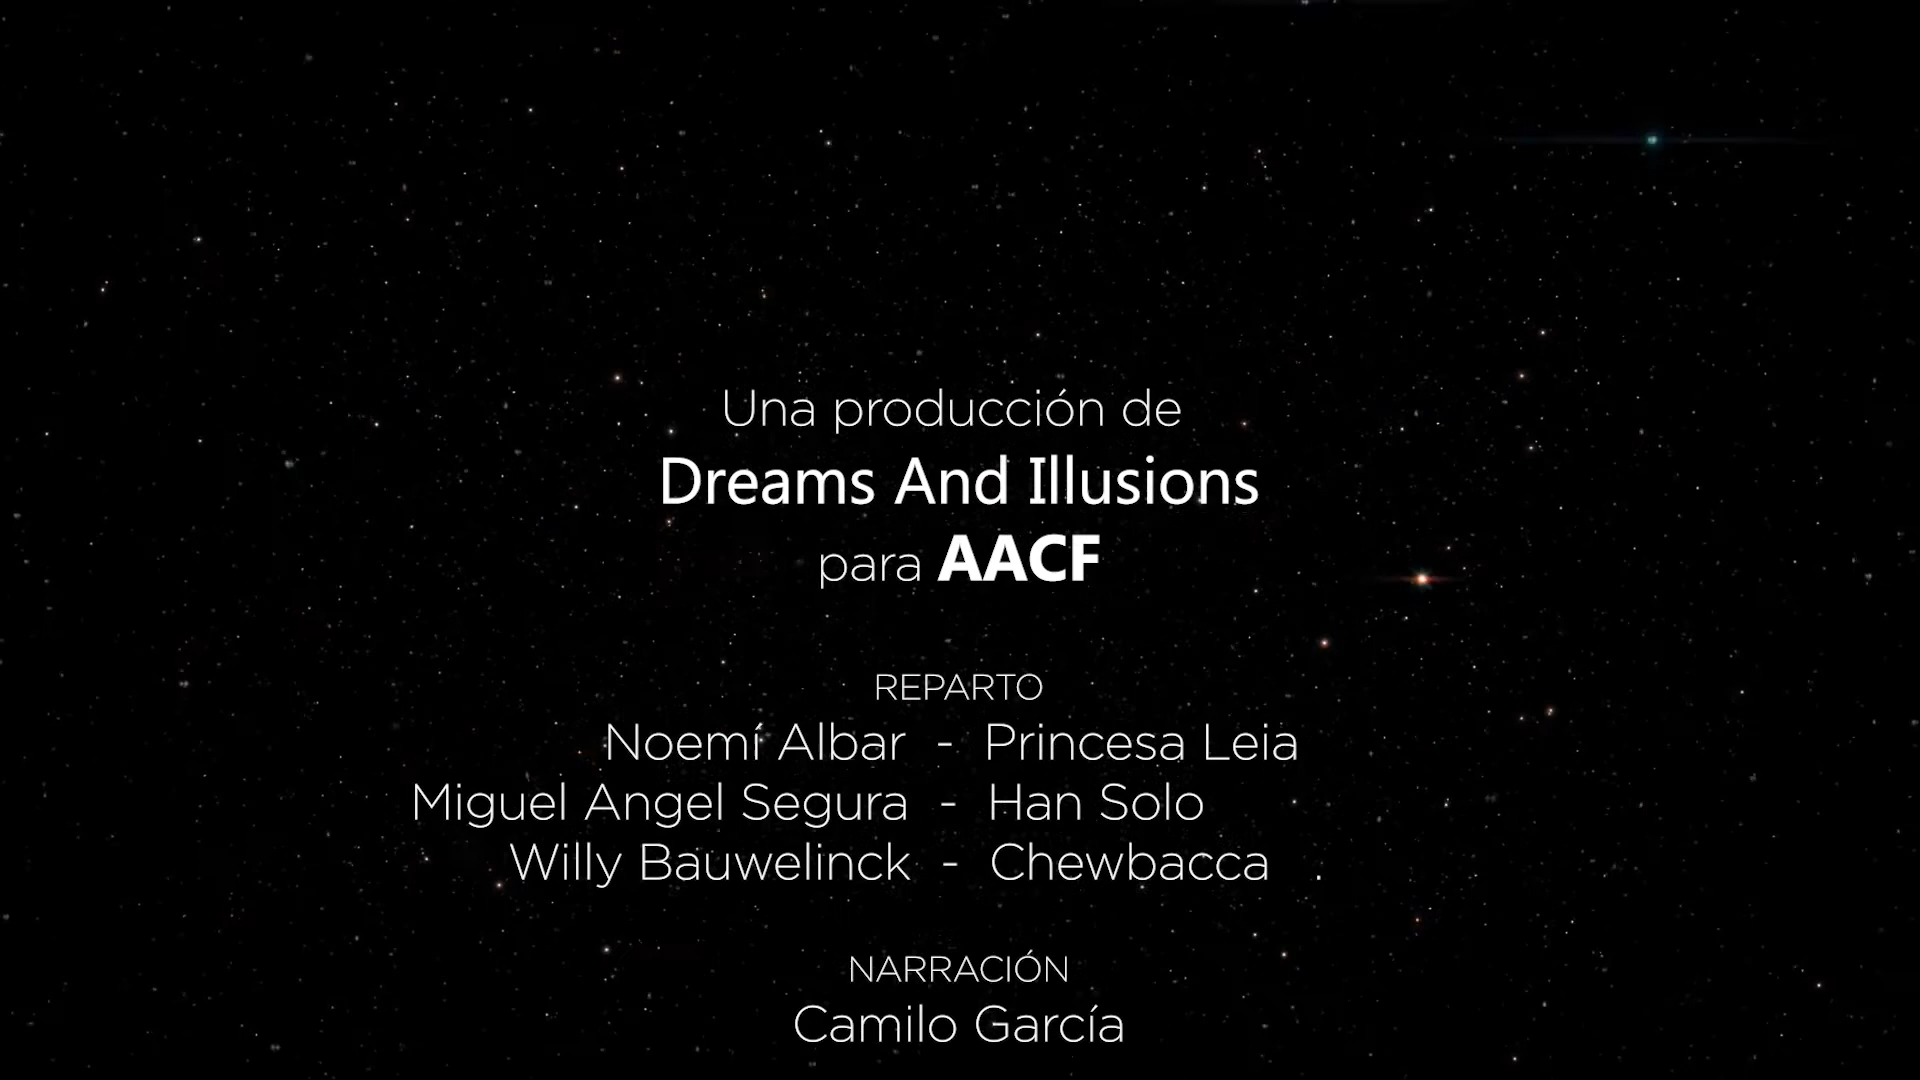 Una producción de
Dreams And Illusions
para AACF
REPARTO
Noemí Albar - Princesa Leia
Miguel Angel Segura - Han Solo
Willy Bauwelinck - Chewbacca .
NARRACIÓN
Camilo García